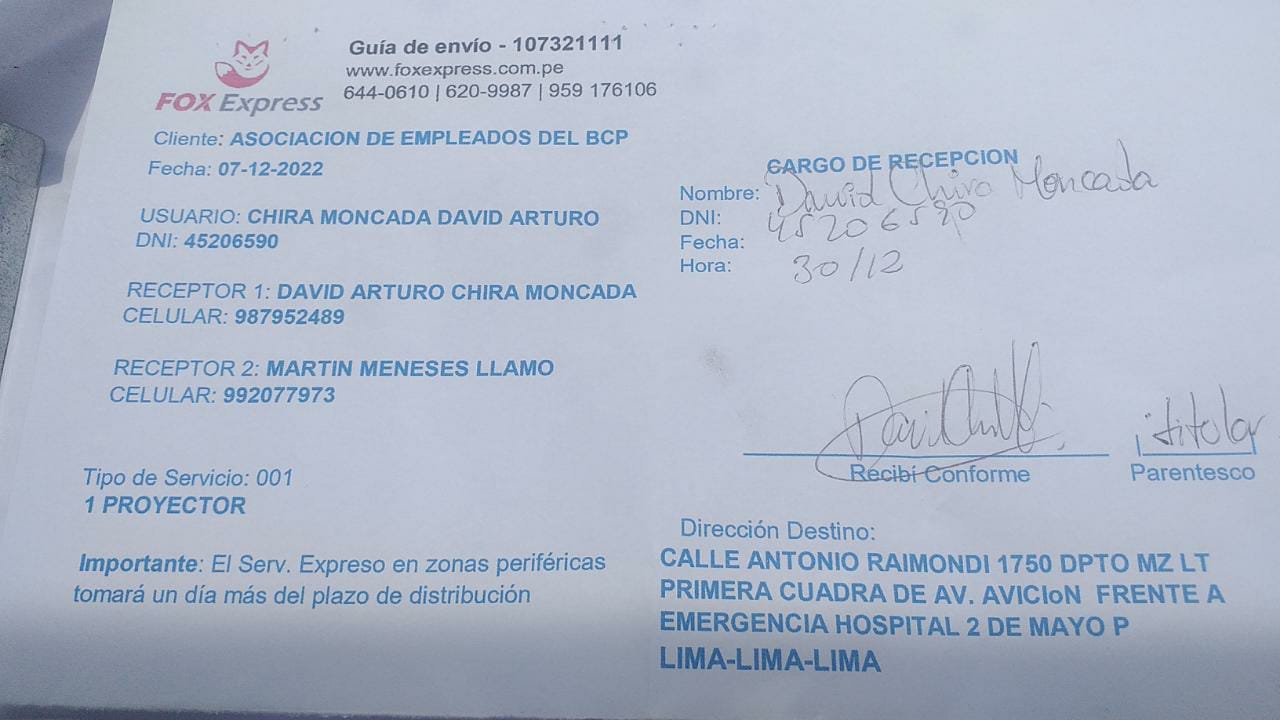 FOX Express
Guía de envío - 107321111
www.foxexpress.com.pe
644-0610 | 620-9987 | 959 176106
Cliente: ASOCIACION DE EMPLEADOS DEL BCP
Fecha: 07-12-2022
USUARIO: CHIRA MONCADA DAVID ARTURO
DNI: 45206590
RECEPTOR 1: DAVID ARTURO CHIRA MONCADA
CELULAR: 987952489
RECEPTOR 2: MARTIN MENESES LLAMO
CELULAR: 992077973
Tipo de Servicio: 001
1 PROYECTOR
Importante: El Serv. Expreso en zonas periféricas
tomará un día más del plazo de distribución
CARGO DE RECEPCION
Nombre: David Chira Moncada
DNI: 45206590
Fecha:
Hora: 30/12
titular
Recibí Conforme
Parentesco
Dirección Destino:
CALLE ANTONIO RAIMONDI 1750 DPTO MZ LT
PRIMERA CUADRA DE AV. AVICIoN FRENTE A
EMERGENCIA HOSPITAL 2 DE MAYO P
LIMA-LIMA-LIMA